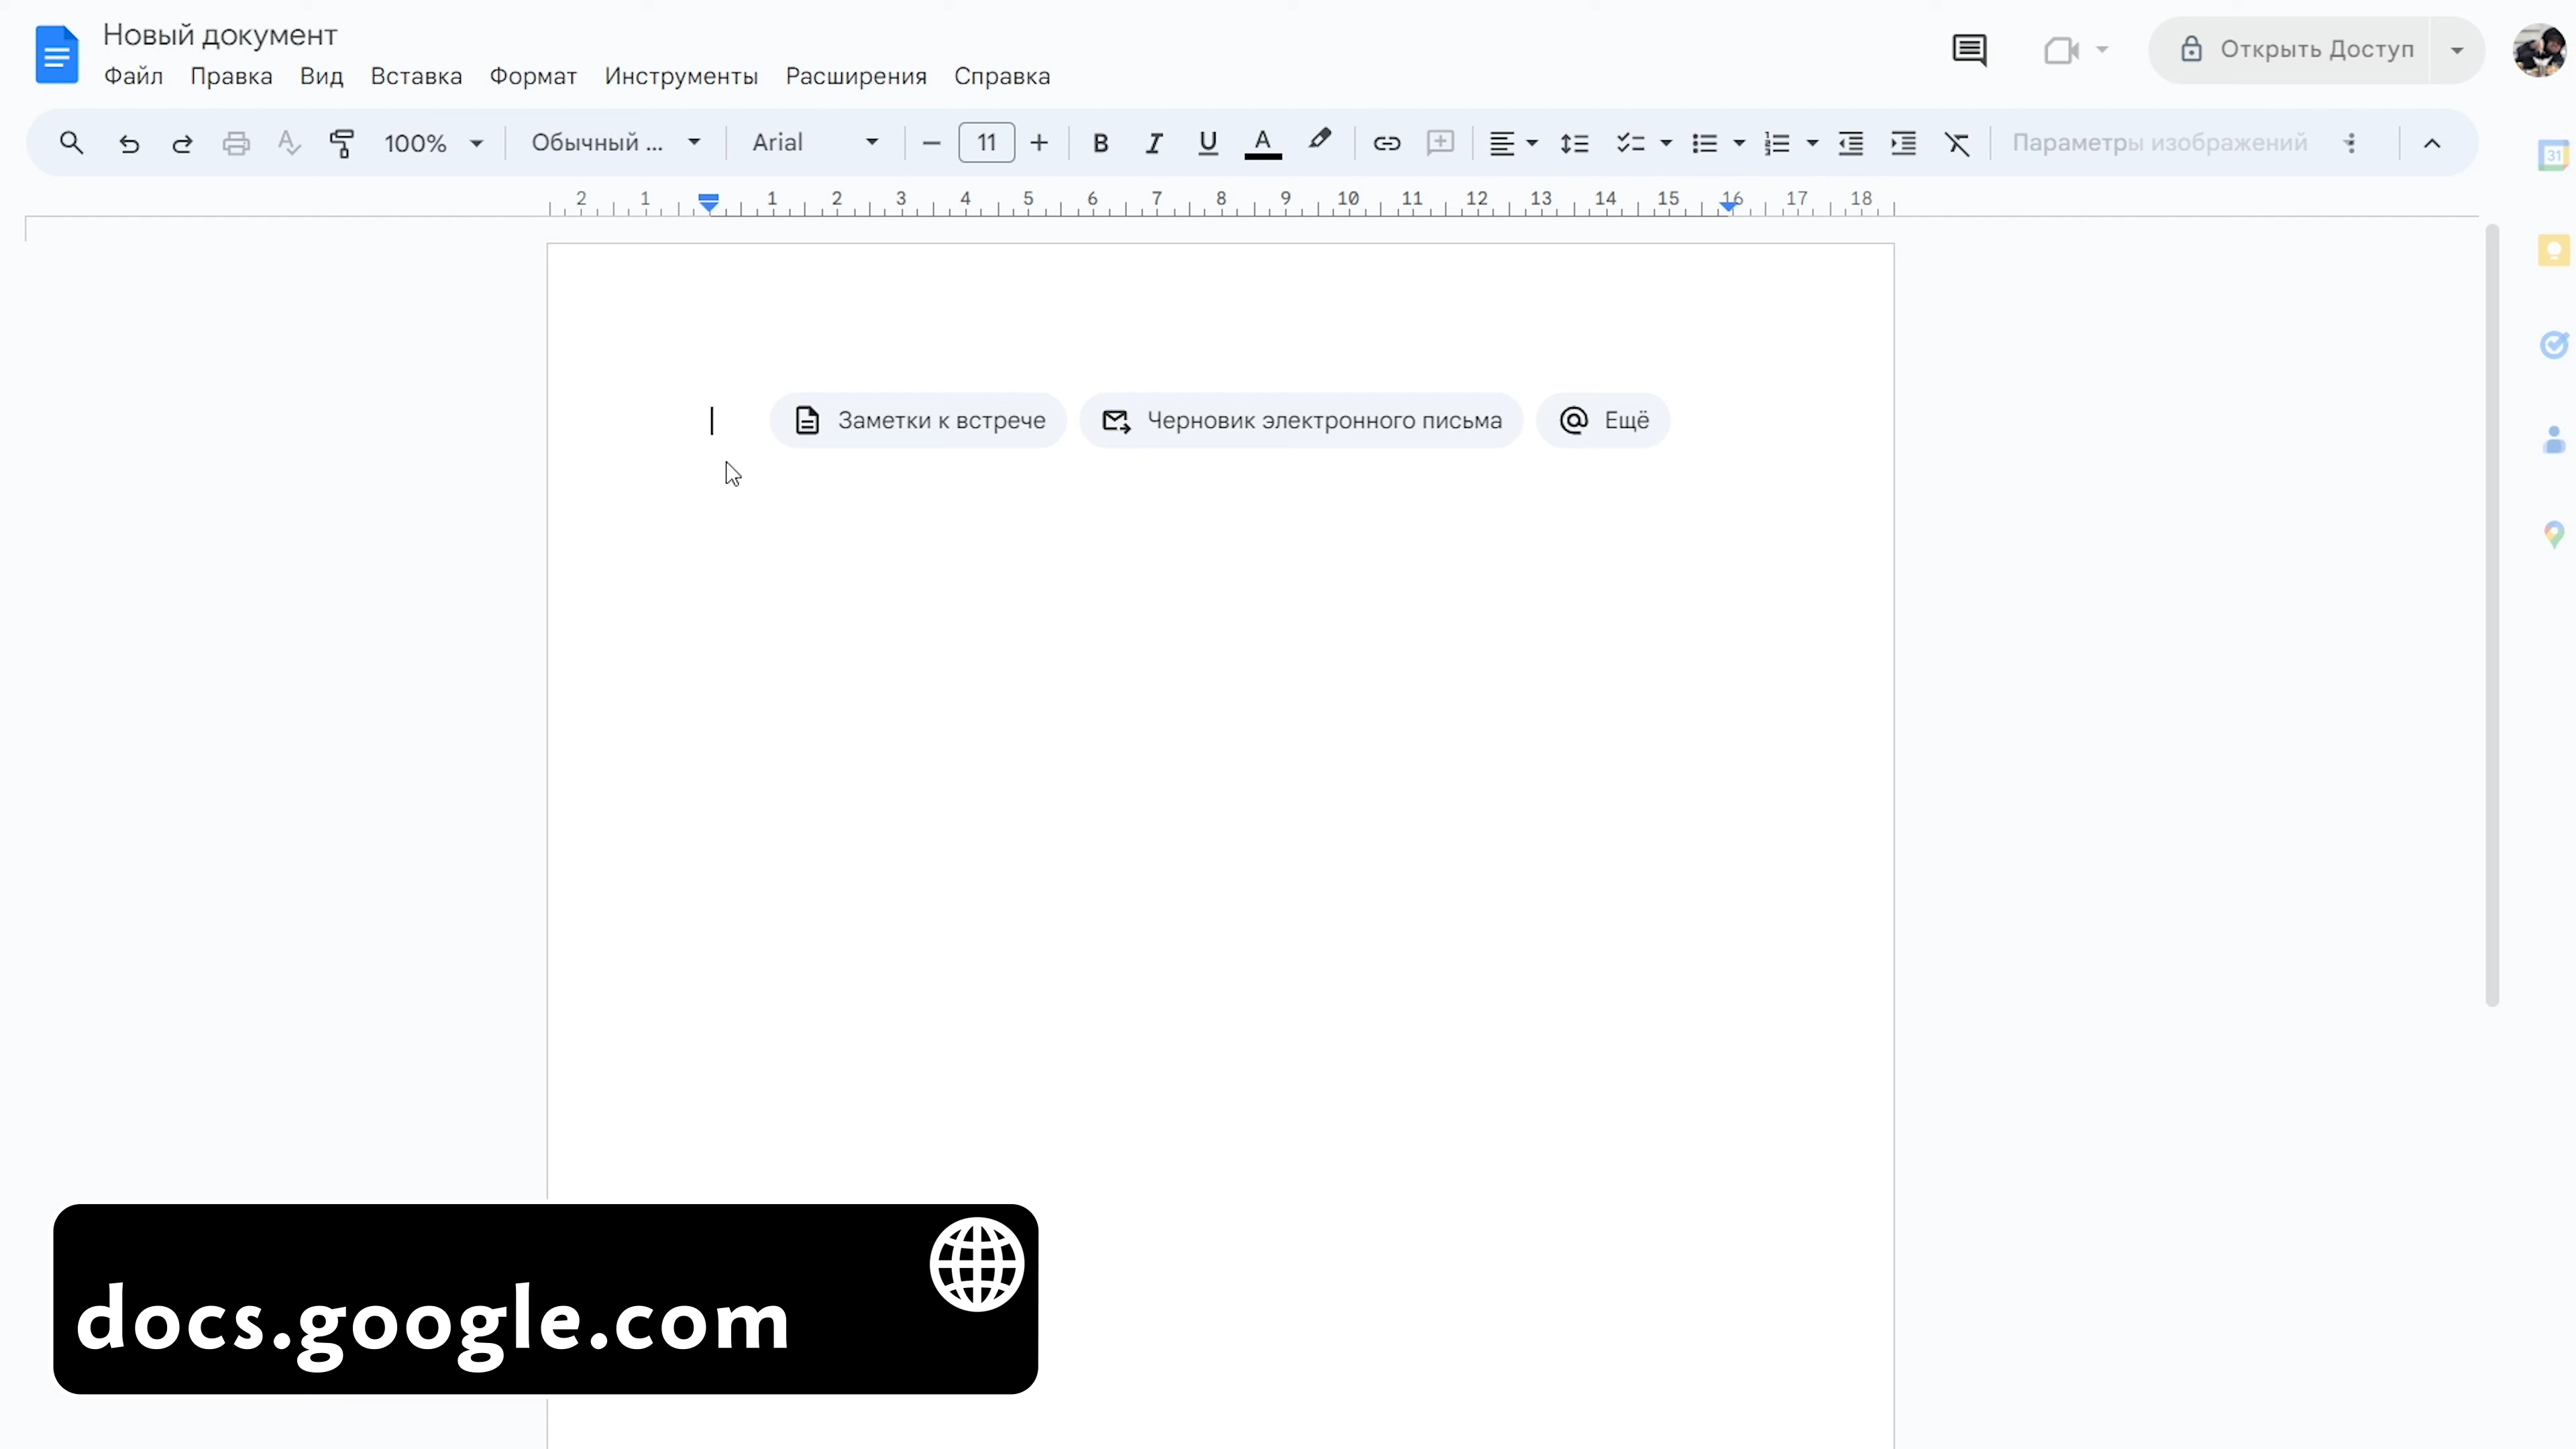 Новый документ
Файл Правка Вид Вставка Формат Инструменты Расширения Справка
Открыть Доступ
100% Обычный ... Arial 11 B I U A Параметры изображений
2 1 1 2 3 4 5 6 7 8 9 10 11 12 13 14 15 16 17 18
31
Заметки к встрече Черновик электронного письма Ещё
docs.google.com